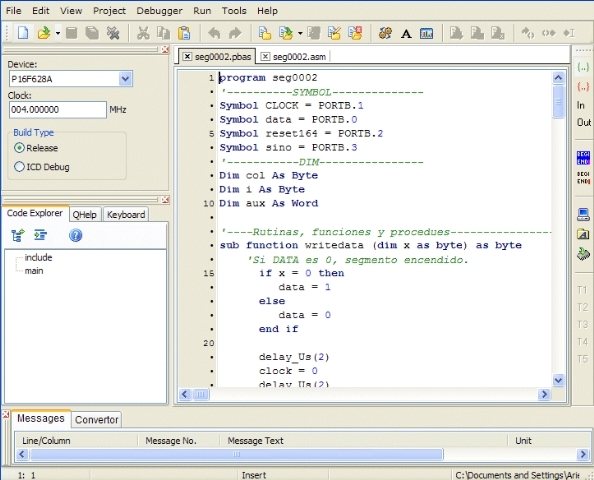 File Edit View Project Debugger Run Tools Help
Device:
P16F628A
Clock:
004.000000 MHz
Build Type
Release
ICD Debug
Code Explorer QHelp Keyboard
include
main
seg0002.pbas seg0002.asm
1 program seg0002
'----------SYMBOL--------------
Symbol CLOCK = PORTB.1
Symbol data = PORTB.0
5 Symbol reset164 = PORTB.2
Symbol sino = PORTB.3
'-----------DIM----------------
Dim col As Byte
Dim i As Byte
10 Dim aux As Word
'----Rutinas, funciones y procedues----------------
sub function writedata (dim x as byte) as byte
'Si DATA es 0, segmento encendido.
15 if x = 0 then
data = 1
else
data = 0
end if
20
delay_Us(2)
clock = 0
delay_Us(2)
In
Out
BEGI
END
BEGI
END
T1
T2
T3
T4
T5
Messages Convertor
Line/Column Message No. Message Text Unit
1: 1 Insert C:\Documents and Settings\Arie